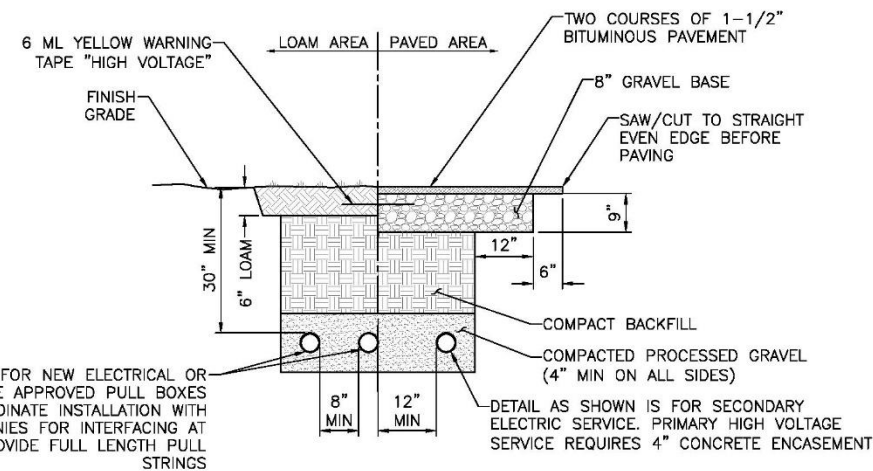 TWO COURSES OF 1-1/2"
BITUMINOUS PAVEMENT
6 ML YELLOW WARNING
TAPE "HIGH VOLTAGE"
LOAM AREA
PAVED AREA
8" GRAVEL BASE
FINISH
GRADE
SAW/CUT TO STRAIGHT
EVEN EDGE BEFORE
PAVING
30" MIN
6" LOAM
9"
12"
6"
COMPACT BACKFILL
COMPACTED PROCESSED GRAVEL
(4" MIN ON ALL SIDES)
FOR NEW ELECTRICAL OR
APPROVED PULL BOXES
INSTALLATION WITH
FOR INTERFACING AT
FULL LENGTH PULL
STRINGS
8"
MIN
12"
MIN
DETAIL AS SHOWN IS FOR SECONDARY
ELECTRIC SERVICE. PRIMARY HIGH VOLTAGE
SERVICE REQUIRES 4" CONCRETE ENCASEMENT